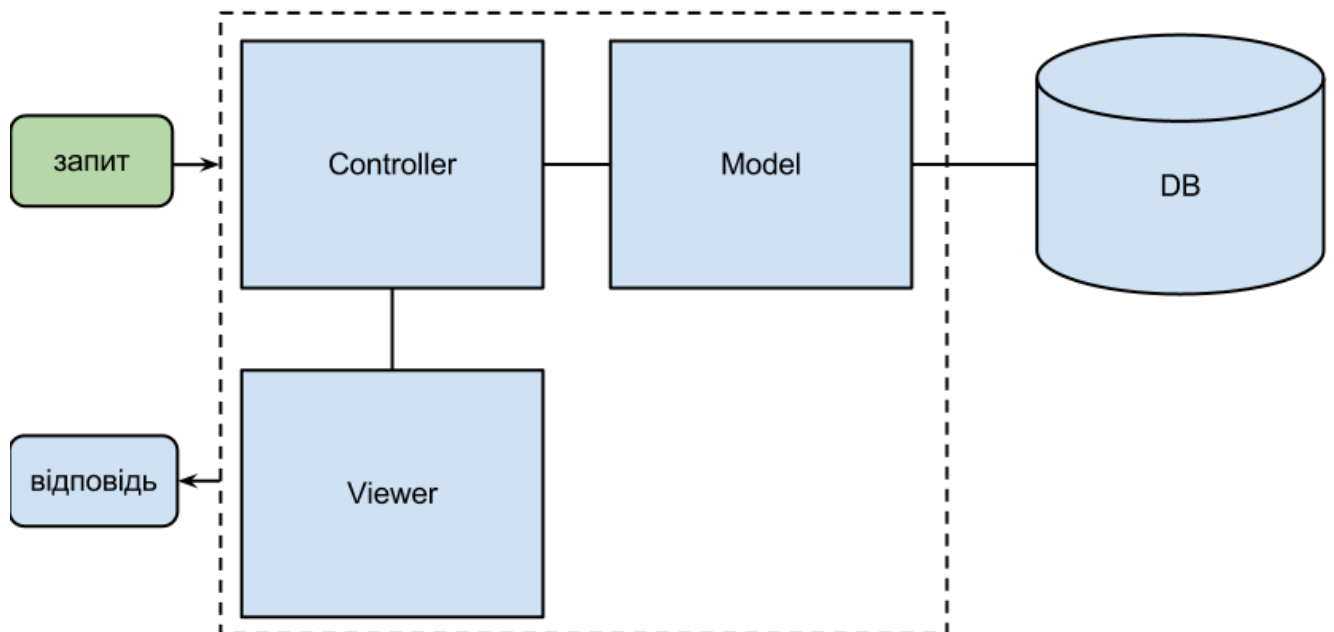 запит
Controller
Model
DB
відповідь
Viewer